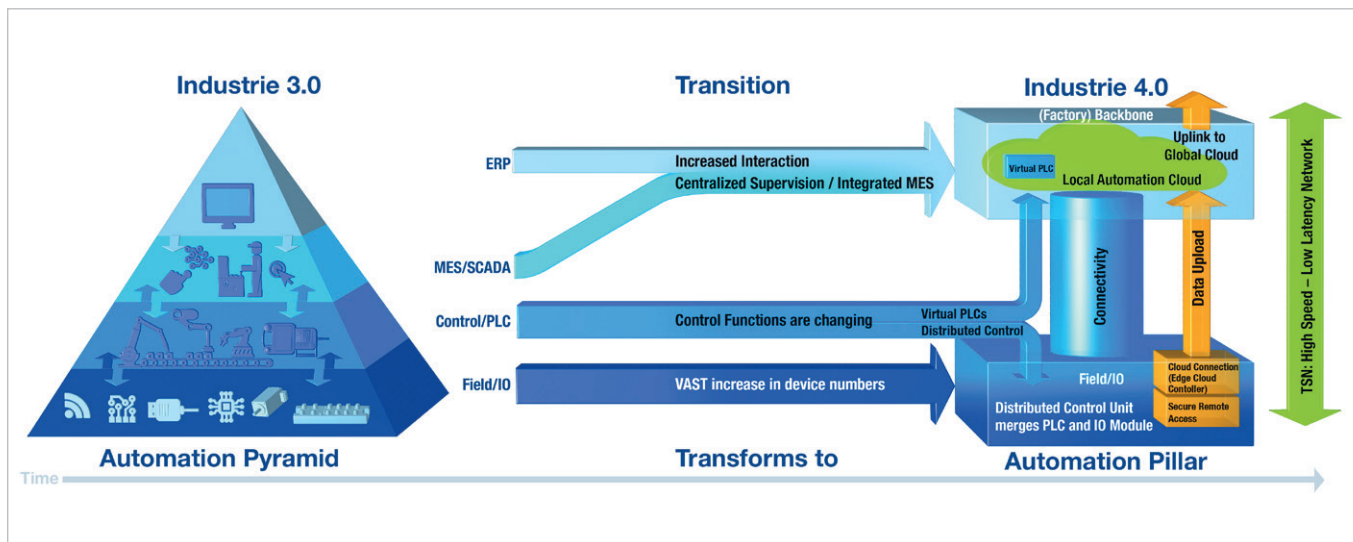 Industrie 3.0
Transition
Industrie 4.0
(Factory) Backbone
Uplink to
Global Cloud
Virtual PLC
Local Automation Cloud
ERP
Increased Interaction
Centralized Supervision / Integrated MES
MES/SCADA
Control/PLC
Control Functions are changing
Virtual PLCs
Distributed Control
Field/IO
VAST increase in device numbers
Connectivity
Data Upload
TSN: High Speed – Low Latency Network
Field/IO
Distributed Control Unit
merges PLC and IO Module
Cloud Connection
(Edge Cloud
Contoller)
Secure Remote
Access
Automation Pyramid
Transforms to
Automation Pillar
Time